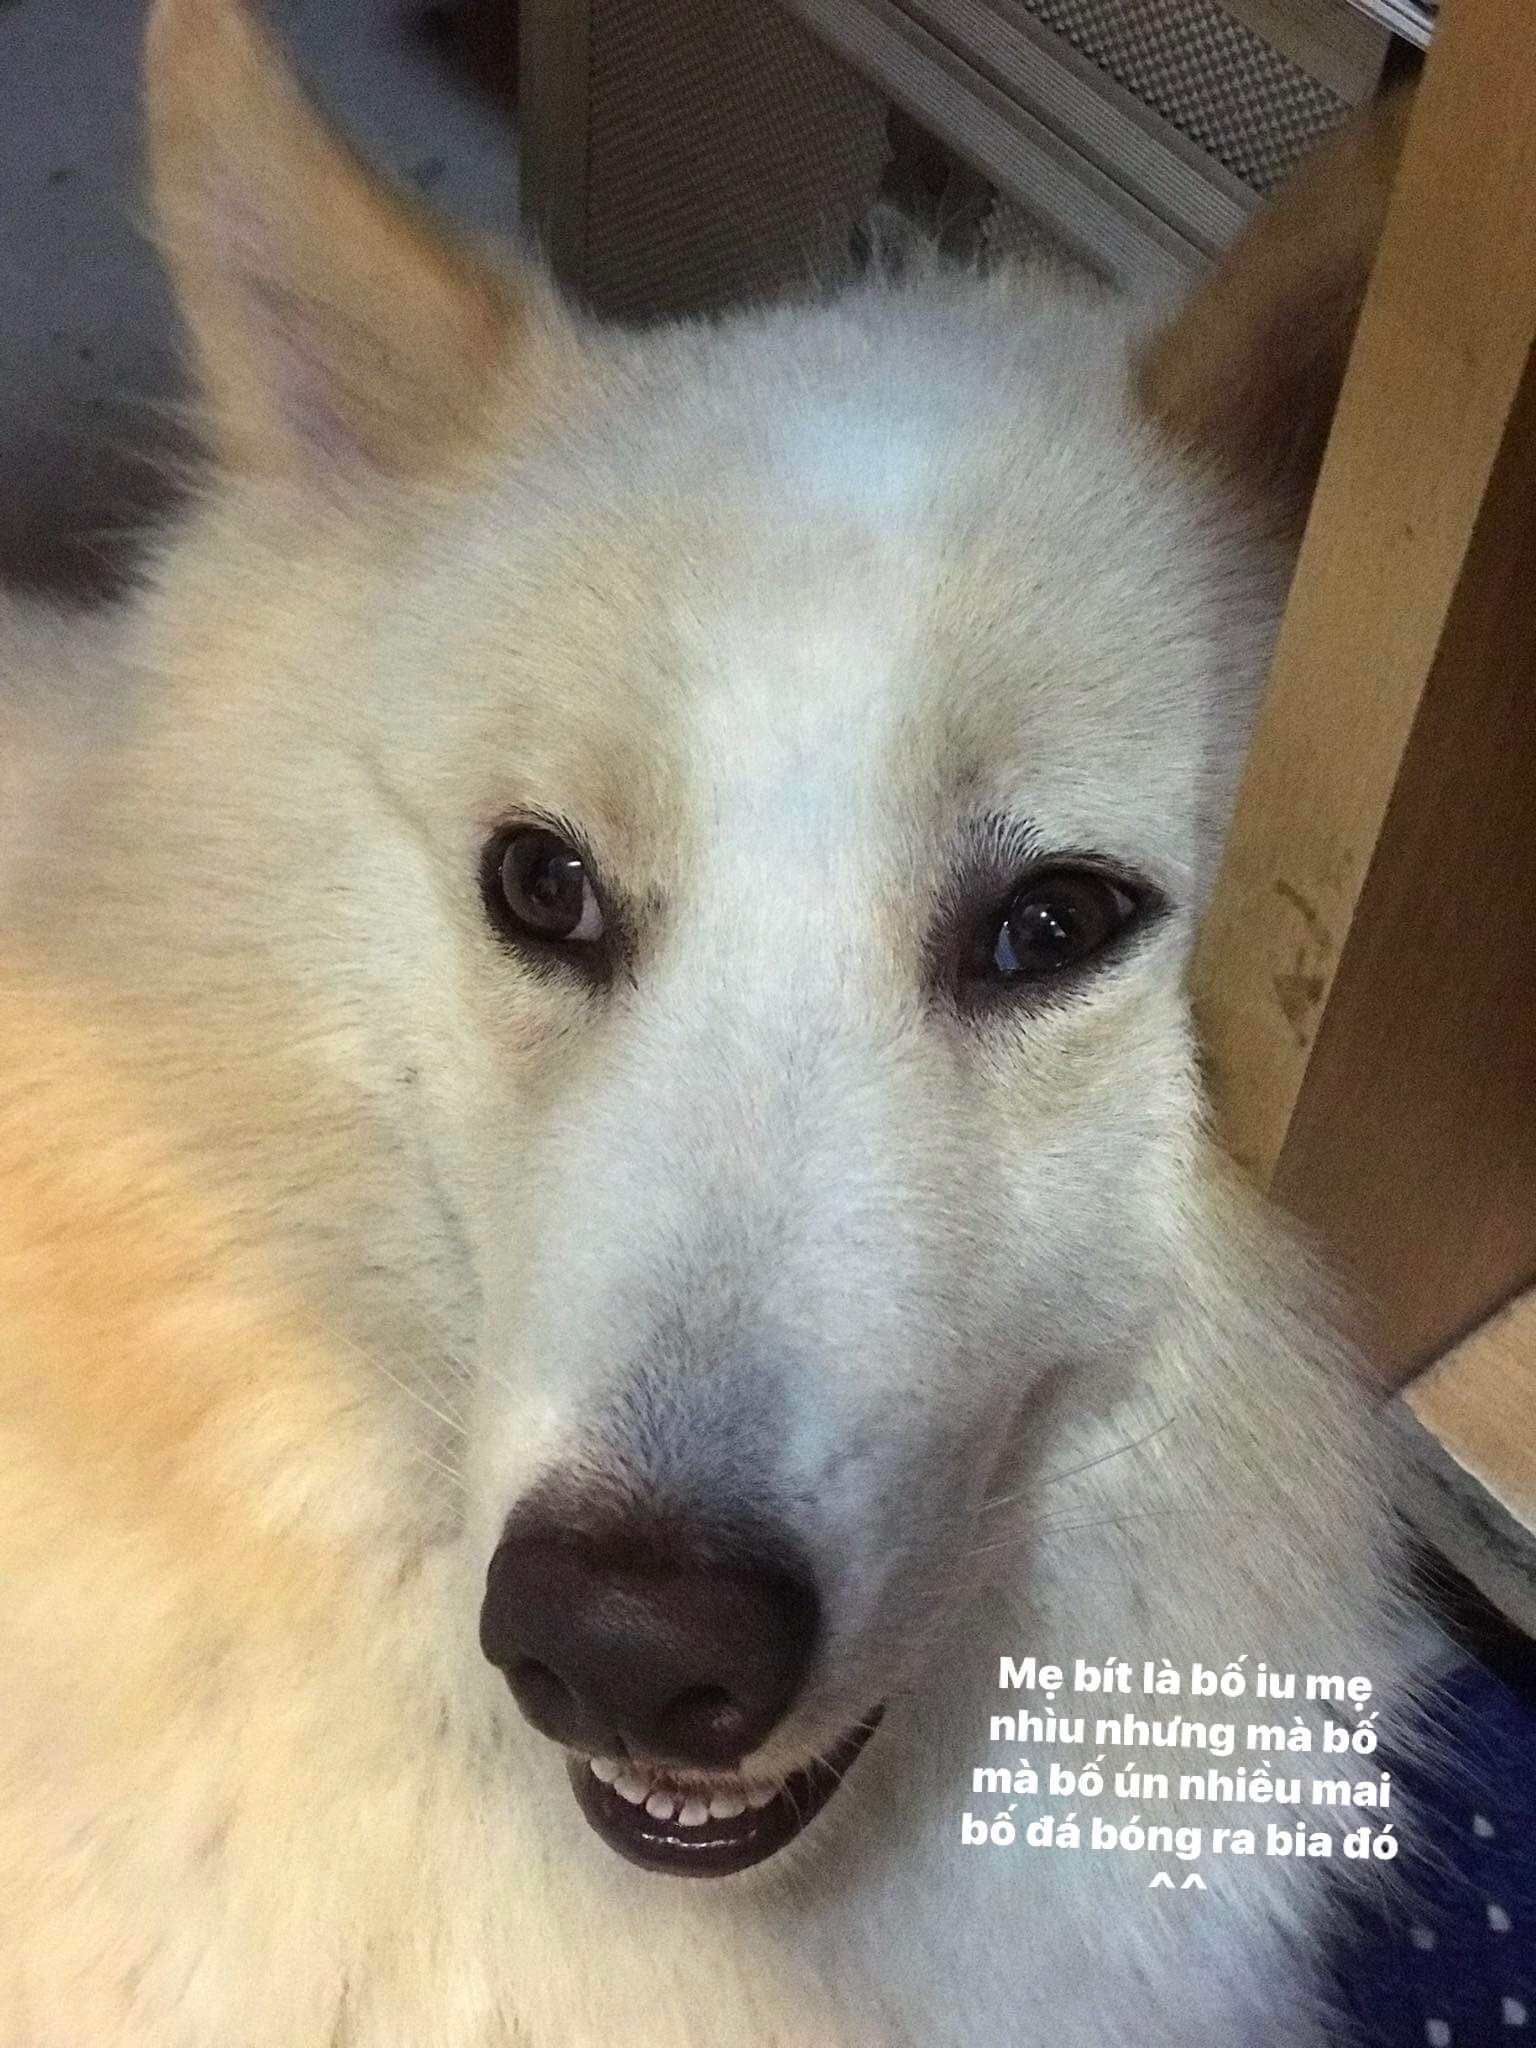 Mẹ bít là bố iu mẹ
nhìu nhưng mà bố
mà bố ún nhiều mai
bố đá bóng ra bia đó
^^